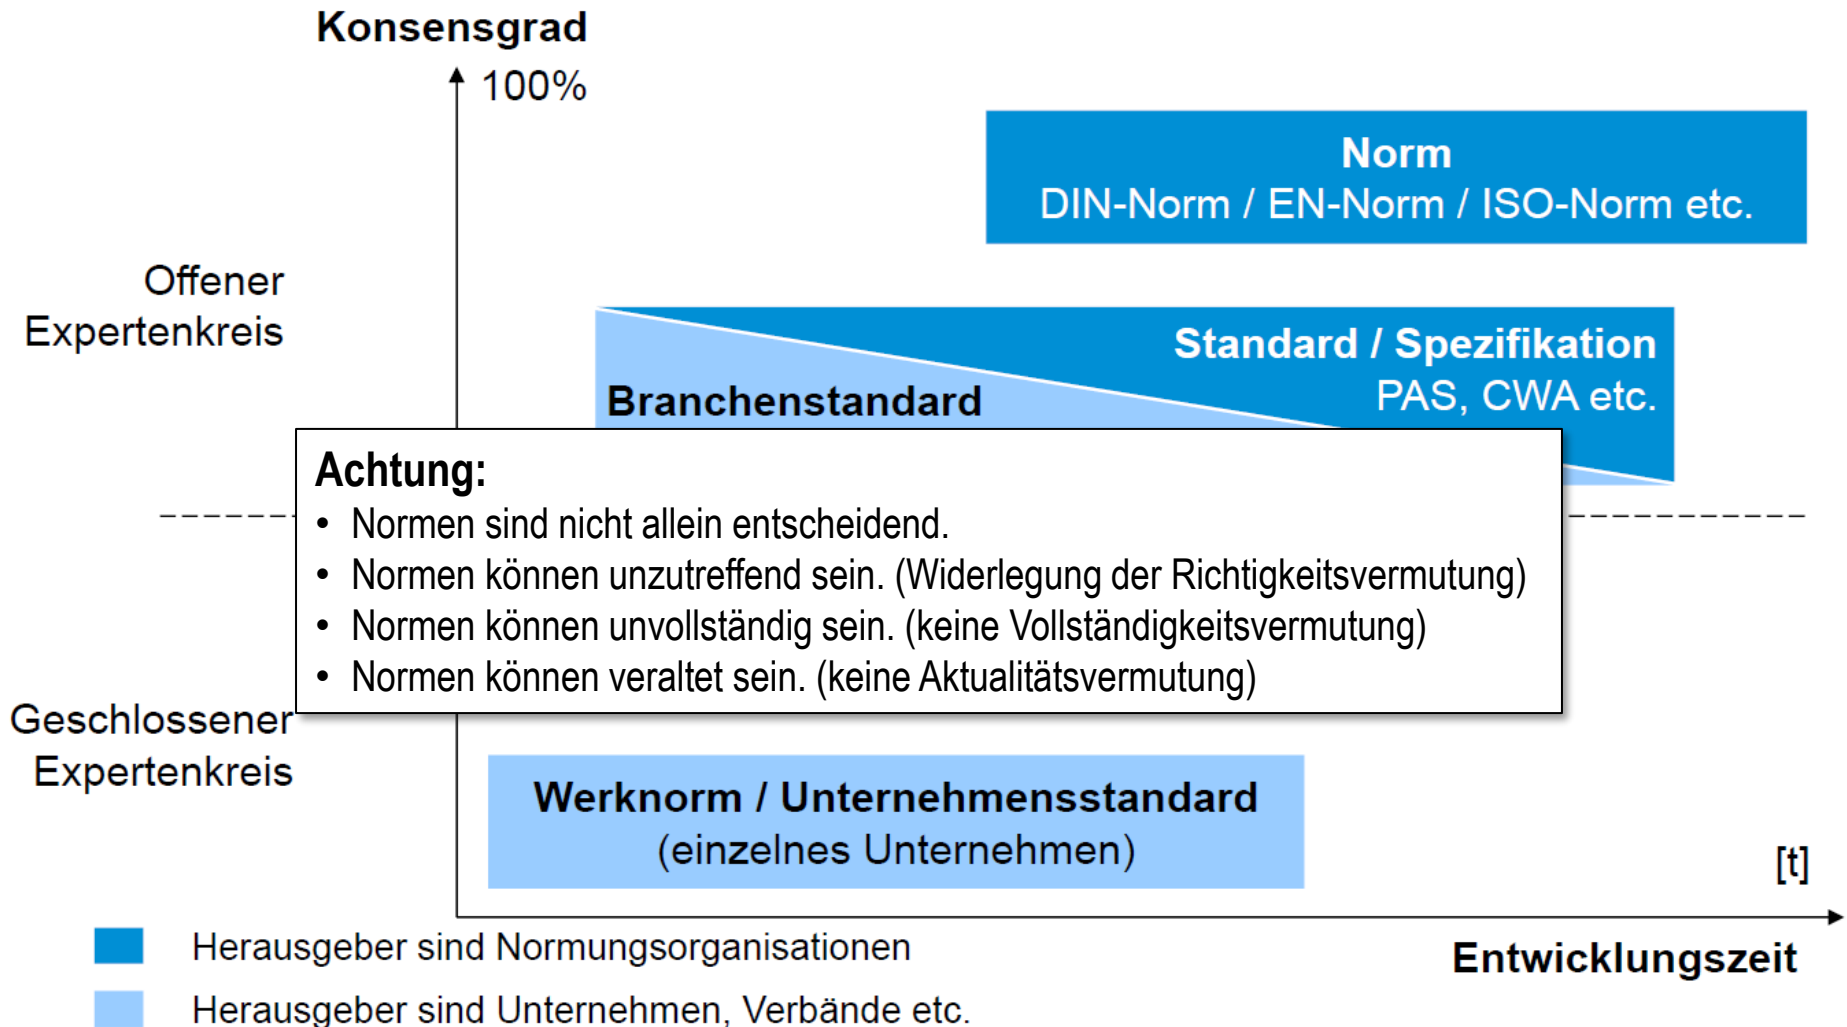 Konsensgrad
100%
Norm
DIN-Norm / EN-Norm / ISO-Norm etc.
Offener
Expertenkreis
Standard / Spezifikation
PAS, CWA etc.
Branchenstandard
Achtung:
• Normen sind nicht allein entscheidend.
• Normen können unzutreffend sein. (Widerlegung der Richtigkeitsvermutung)
• Normen können unvollständig sein. (keine Vollständigkeitsvermutung)
• Normen können veraltet sein. (keine Aktualitätsvermutung)
Geschlossener
Expertenkreis
Werknorm / Unternehmensstandard
(einzelnes Unternehmen)
[t]
Entwicklungszeit
Herausgeber sind Normungsorganisationen
Herausgeber sind Unternehmen, Verbände etc.